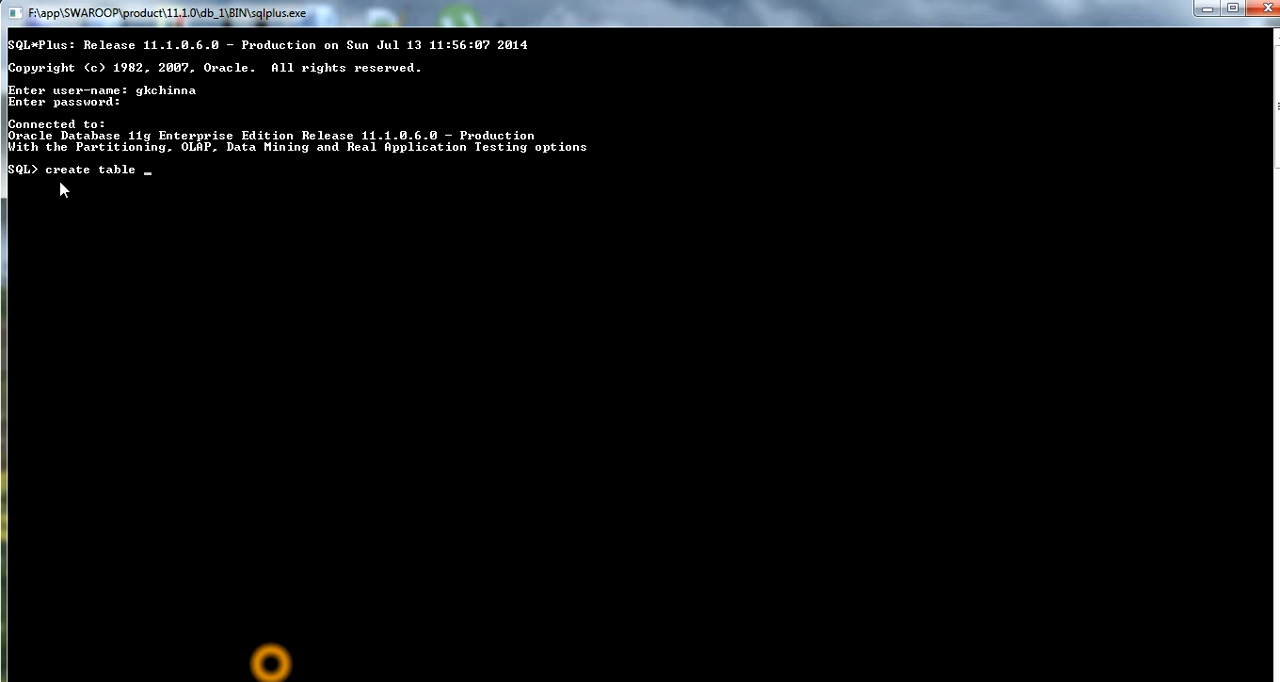 F:\app\SWAROOP\product\11.1.0\db_1\BIN\sqlplus.exe
SQL*Plus: Release 11.1.0.6.0 - Production on Sun Jul 13 11:56:07 2014
Copyright (c) 1982, 2007, Oracle.  All rights reserved.
Enter user-name: gkchinna
Enter password:
Connected to:
Oracle Database 11g Enterprise Edition Release 11.1.0.6.0 - Production
With the Partitioning, OLAP, Data Mining and Real Application Testing options
SQL> create table _